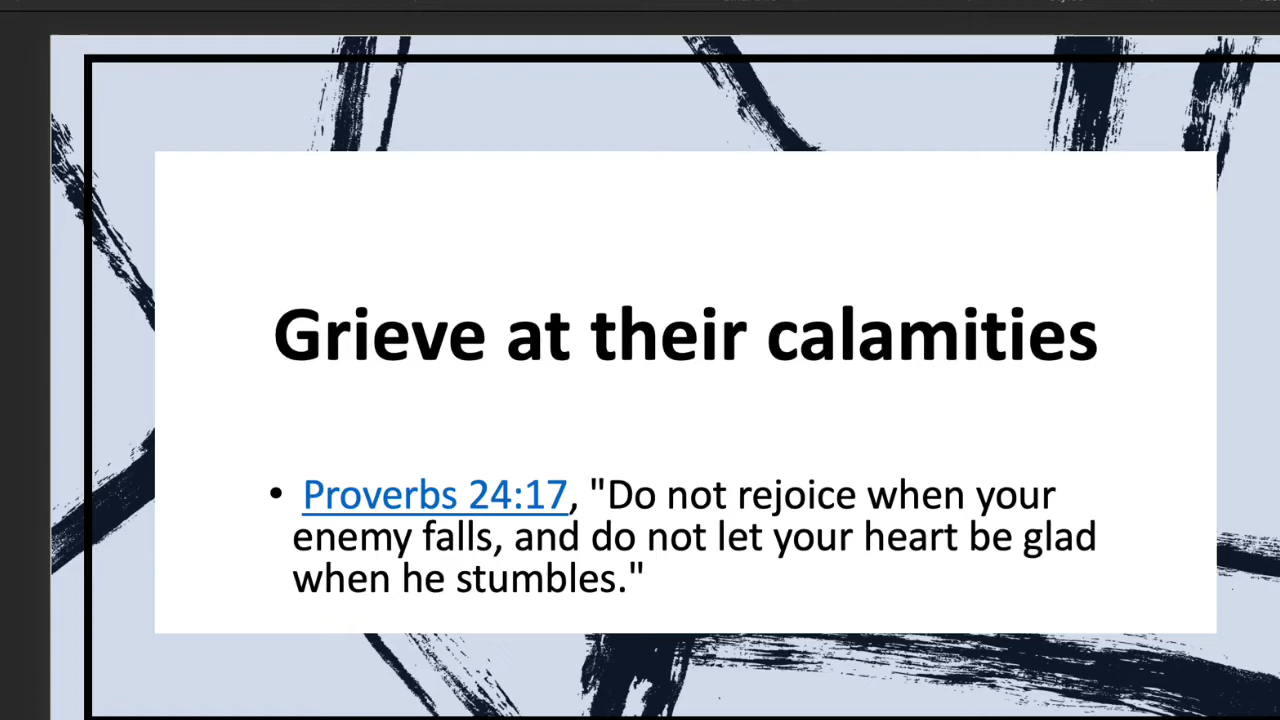 Grieve at their calamities
• Proverbs 24:17, "Do not rejoice when your
enemy falls, and do not let your heart be glad
when he stumbles."